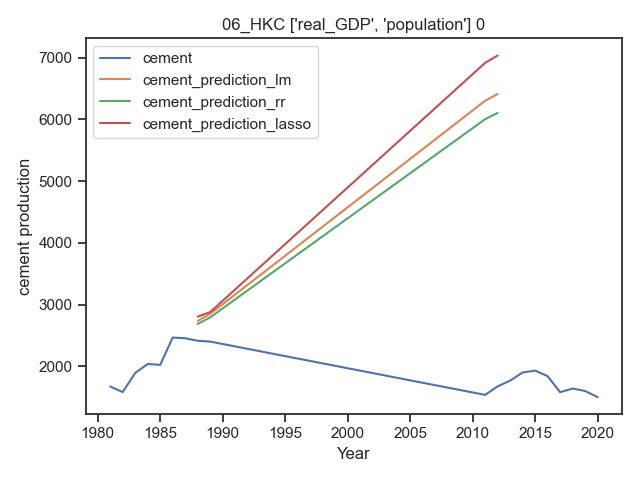 06_HKC ['real_GDP', 'population'] 0
cement
cement_prediction_lm
cement_prediction_rr
cement_prediction_lasso
7000
6000
5000
4000
3000
2000
cement production
1980 1985 1990 1995 2000 2005 2010 2015 2020
Year